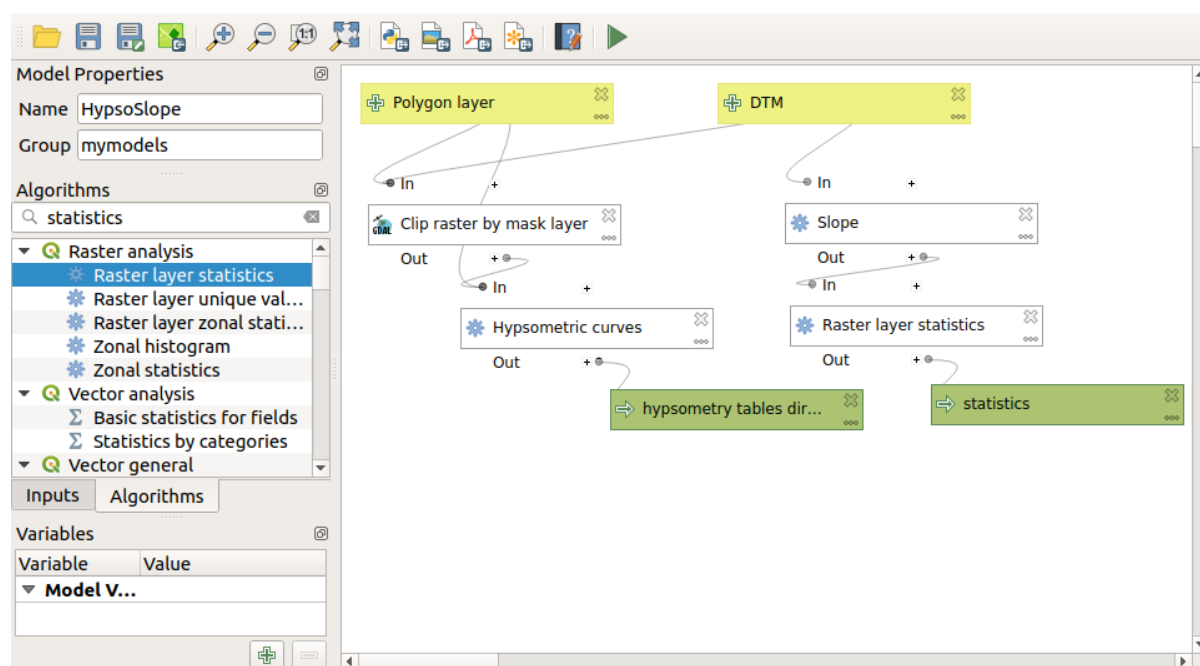 1:1
Model Properties
Name HypsoSlope
Group mymodels
Algorithms
statistics
Raster analysis
Raster layer statistics
Raster layer unique val...
Raster layer zonal stati...
Zonal histogram
Zonal statistics
Vector analysis
Σ Basic statistics for fields
Σ Statistics by categories
Vector general
Inputs Algorithms
Variables
Variable Value
Model V...
Polygon layer
DTM
In +
In +
GDAL Clip raster by mask layer
Slope
Out +
Out +
In +
In +
Hypsometric curves
Raster layer statistics
Out +
Out +
hypsometry tables dir...
statistics